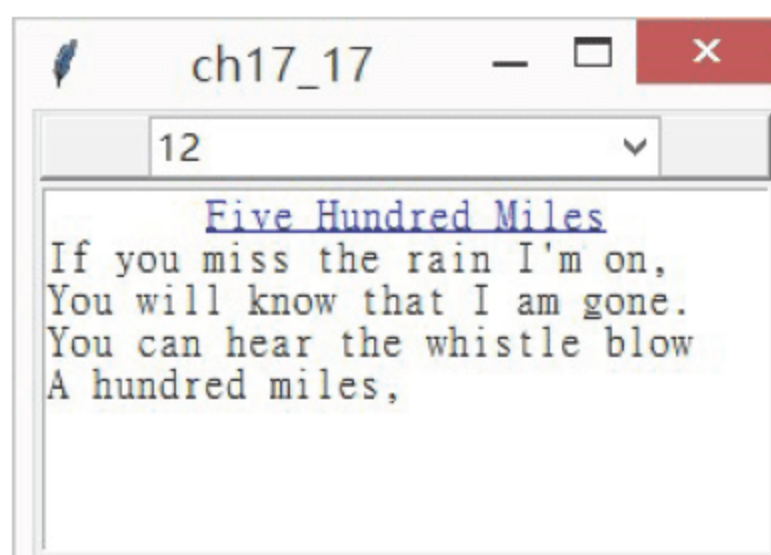 ch17_17
12
Five Hundred Miles
If you miss the rain I'm on,
You will know that I am gone.
You can hear the whistle blow
A hundred miles,